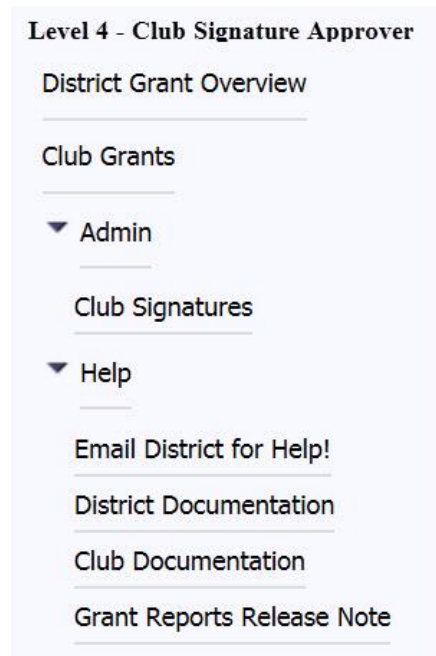 Level 4 - Club Signature Approver
District Grant Overview
Club Grants
Admin
Club Signatures
Help
Email District for Help!
District Documentation
Club Documentation
Grant Reports Release Note